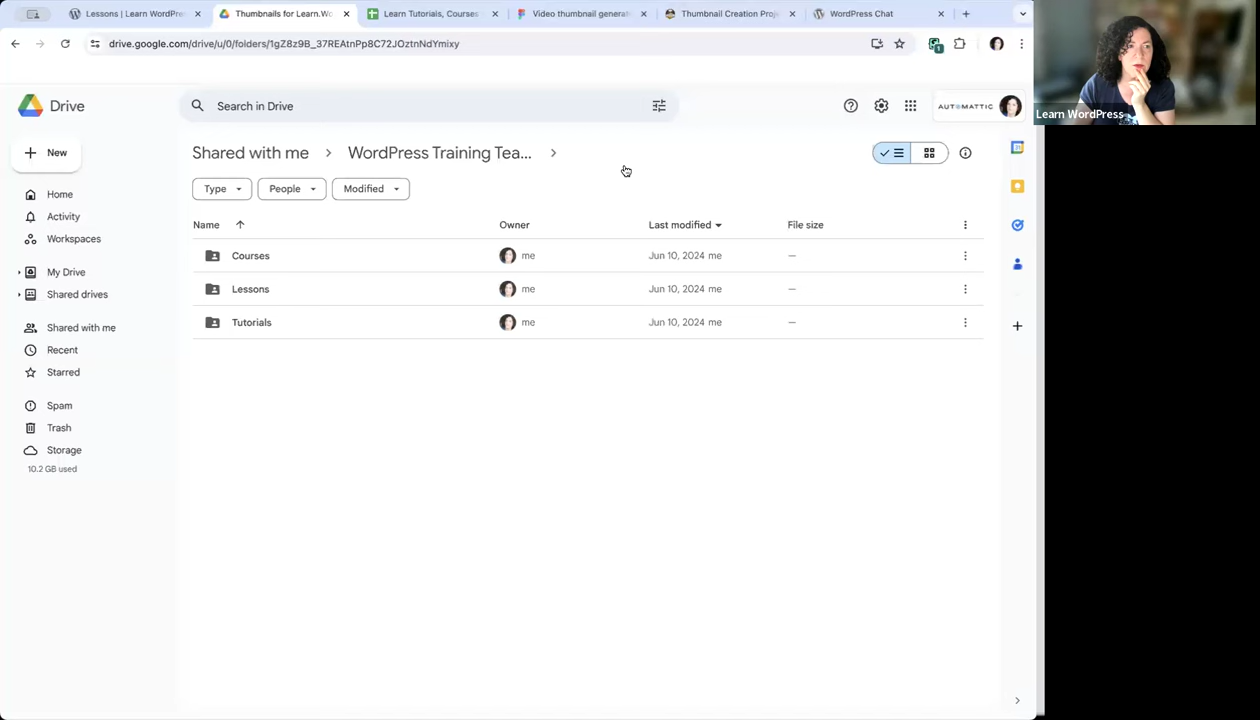 Lessons | Learn WordPre
Thumbnails for Learn.Wo
Learn Tutorials, Courses
Video thumbnail generat
Thumbnail Creation Proj
WordPress Chat
drive.google.com/drive/u/0/folders/1gZ8z9B_37REAtnPp8C72JOztnNdYmixy
1
Learn WordPress
Drive
Search in Drive
AUTOMATTIC
New
Shared with me
WordPress Training Tea...
Type
People
Modified
Home
Activity
Workspaces
My Drive
Shared drives
Shared with me
Recent
Starred
Spam
Trash
Storage
10.2 GB used
Name
Owner
Last modified
File size
Courses
me
Jun 10, 2024 me
—
Lessons
me
Jun 10, 2024 me
—
Tutorials
me
Jun 10, 2024 me
—